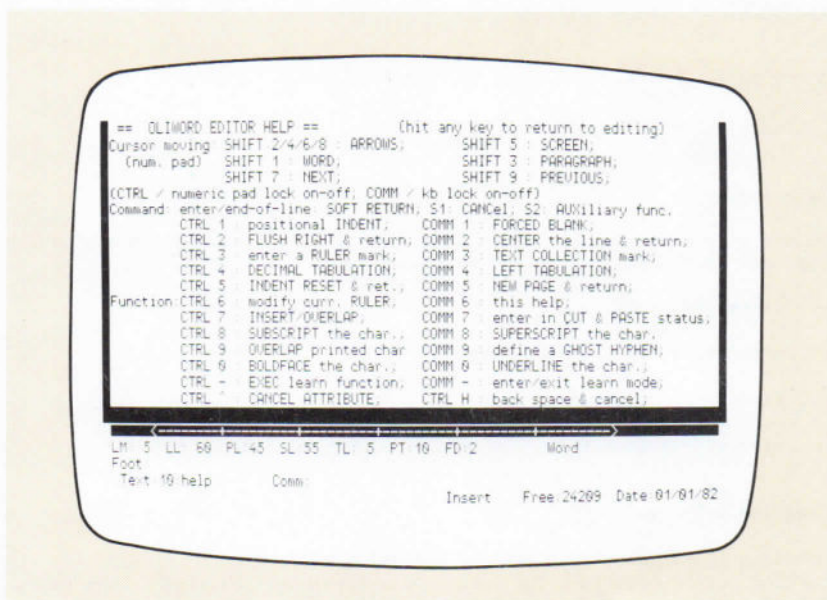 == OLIWORD EDITOR HELP == (hit any key to return to editing)
Cursor moving: SHIFT 2/4/6/8 : ARROWS; SHIFT 5 : SCREEN;
(num. pad) SHIFT 1 : WORD; SHIFT 3 : PARAGRAPH;
SHIFT 7 : NEXT; SHIFT 9 : PREVIOUS;
(CTRL / numeric pad lock on-off; COMM / kb lock on-off)
Command: enter/end-of-line: SOFT RETURN; S1: CANCel; S2: AUXiliary func.
CTRL 1 : positional INDENT; COMM 1 : FORCED BLANK;
CTRL 2 : FLUSH RIGHT & return; COMM 2 : CENTER the line & return;
CTRL 3 : enter a RULER mark; COMM 3 : TEXT COLLECTION mark;
CTRL 4 : DECIMAL TABULATION; COMM 4 : LEFT TABULATION;
CTRL 5 : INDENT RESET & ret.; COMM 5 : NEW PAGE & return;
Function:CTRL 6 : modify curr. RULER; COMM 6 : this help;
CTRL 7 : INSERT/OVERLAP; COMM 7 : enter in CUT & PASTE status;
CTRL 8 : SUBSCRIPT the char.; COMM 8 : SUPERSCRIPT the char.
CTRL 9 : OVERLAP printed char COMM 9 : define a GHOST HYPHEN;
CTRL 0 : BOLDFACE the char.; COMM 0 : UNDERLINE the char.;
CTRL - : EXEC learn function; COMM - : enter/exit learn mode;
CTRL ^ : CANCEL ATTRIBUTE; CTRL H : back space & cancel;
LM: 5 LL: 60 PL:45 SL:55 TL: 5 PT:10 FD:2 Word
Foot:
Text:10:help Comm:
Insert Free:24209 Date:01/01/82